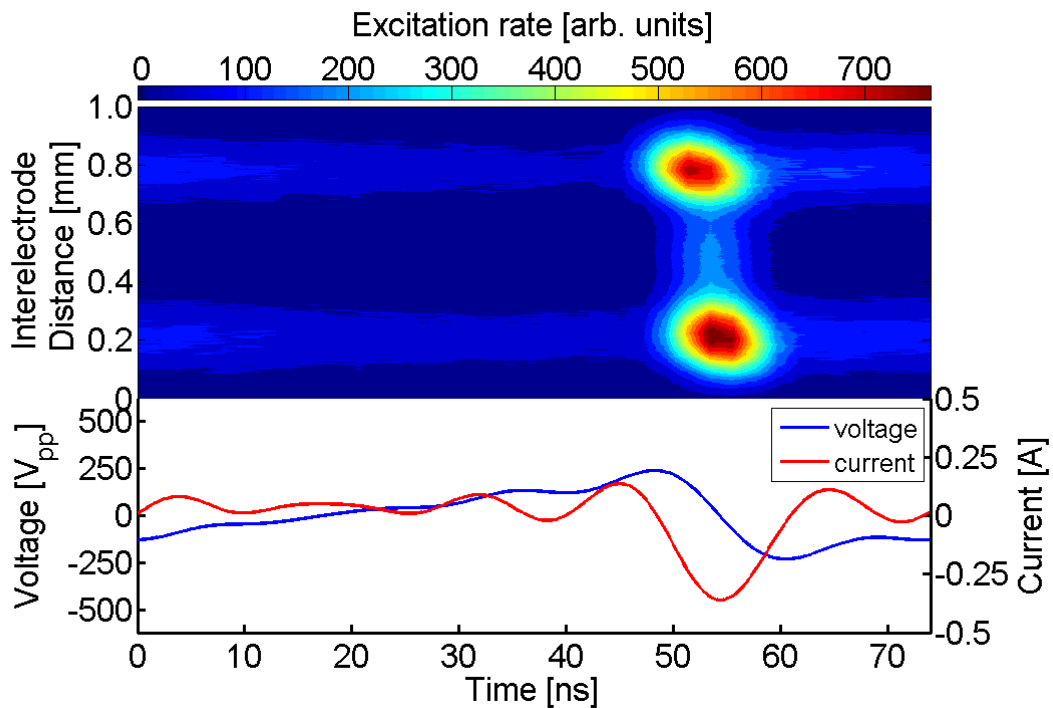 Excitation rate [arb. units]
0 100 200 300 400 500 600 700
Interelectrode
Distance [mm]
1.0
0.8
0.6
0.4
0.2
0
Voltage [Vpp]
500
250
0
-250
-500
voltage
current
0.5
0.25
0
-0.25
-0.5
Current [A]
0 10 20 30 40 50 60 70
Time [ns]